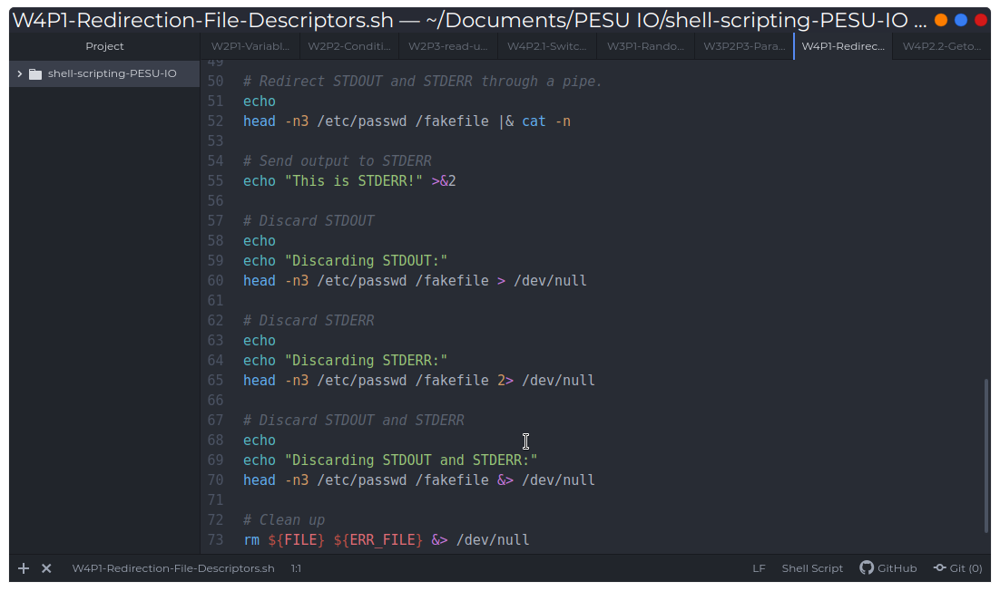 W4P1-Redirection-File-Descriptors.sh — ~/Documents/PESU IO/shell-scripting-PESU-IO ...
Project
W2P1-Variabl... W2P2-Conditi... W2P3-read-u... W4P2.1-Switc... W3P1-Rando... W3P2P3-Para... W4P1-Redirec... W4P2.2-Geto...
shell-scripting-PESU-IO
49
50 # Redirect STDOUT and STDERR through a pipe.
51 echo
52 head -n3 /etc/passwd /fakefile |& cat -n
53
54 # Send output to STDERR
55 echo "This is STDERR!" >&2
56
57 # Discard STDOUT
58 echo
59 echo "Discarding STDOUT:"
60 head -n3 /etc/passwd /fakefile > /dev/null
61
62 # Discard STDERR
63 echo
64 echo "Discarding STDERR:"
65 head -n3 /etc/passwd /fakefile 2> /dev/null
66
67 # Discard STDOUT and STDERR
68 echo
69 echo "Discarding STDOUT and STDERR:"
70 head -n3 /etc/passwd /fakefile &> /dev/null
71
72 # Clean up
73 rm ${FILE} ${ERR_FILE} &> /dev/null
W4P1-Redirection-File-Descriptors.sh 1:1 LF Shell Script GitHub Git (0)